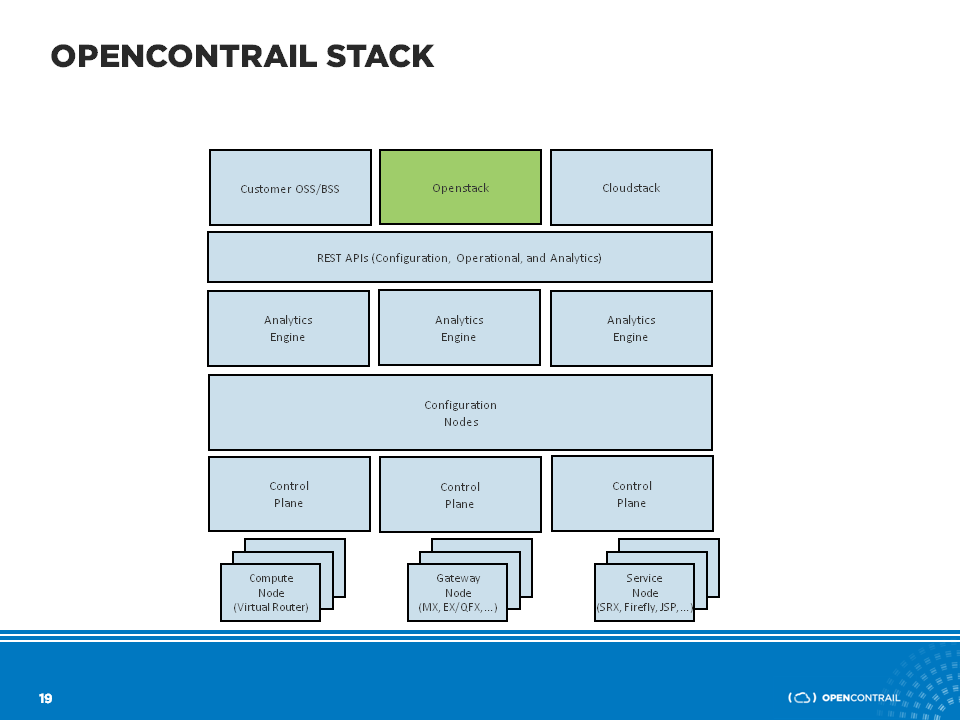 OPENCONTRAIL STACK
Customer OSS/BSS
Openstack
Cloudstack
REST APIs (Configuration, Operational, and Analytics)
Analytics
Engine
Analytics
Engine
Analytics
Engine
Configuration
Nodes
Control
Plane
Control
Plane
Control
Plane
Compute
Node
(Virtual Router)
Gateway
Node
(MX, EX/QFX, ...)
Service
Node
(SRX, Firefly, JSP, ...)
19
OPENCONTRAIL